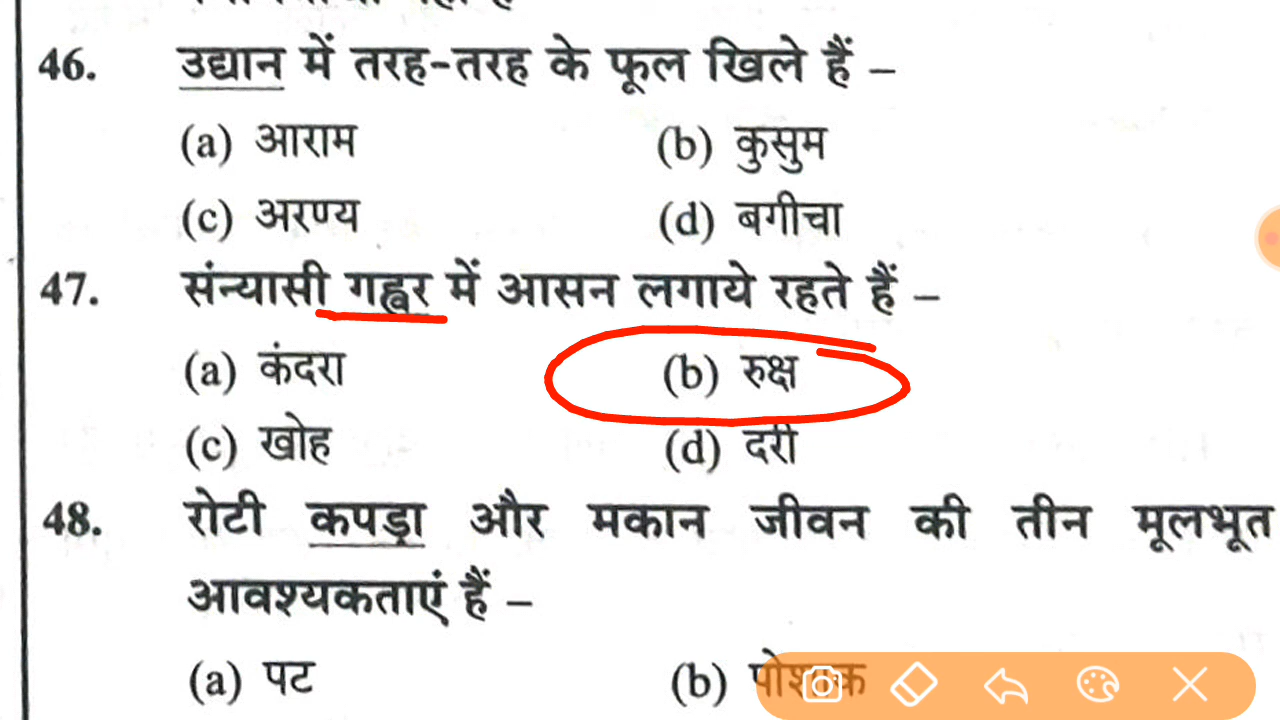 46. उद्यान में तरह-तरह के फूल खिले हैं –
(a) आराम (b) कुसुम
(c) अरण्य (d) बगीचा
47. संन्यासी गह्वर में आसन लगाये रहते हैं –
(a) कंदरा (b) रुक्ष
(c) खोह (d) दरी
48. रोटी कपड़ा और मकान जीवन की तीन मूलभूत
आवश्यकताएं हैं –
(a) पट (b) पोशाक